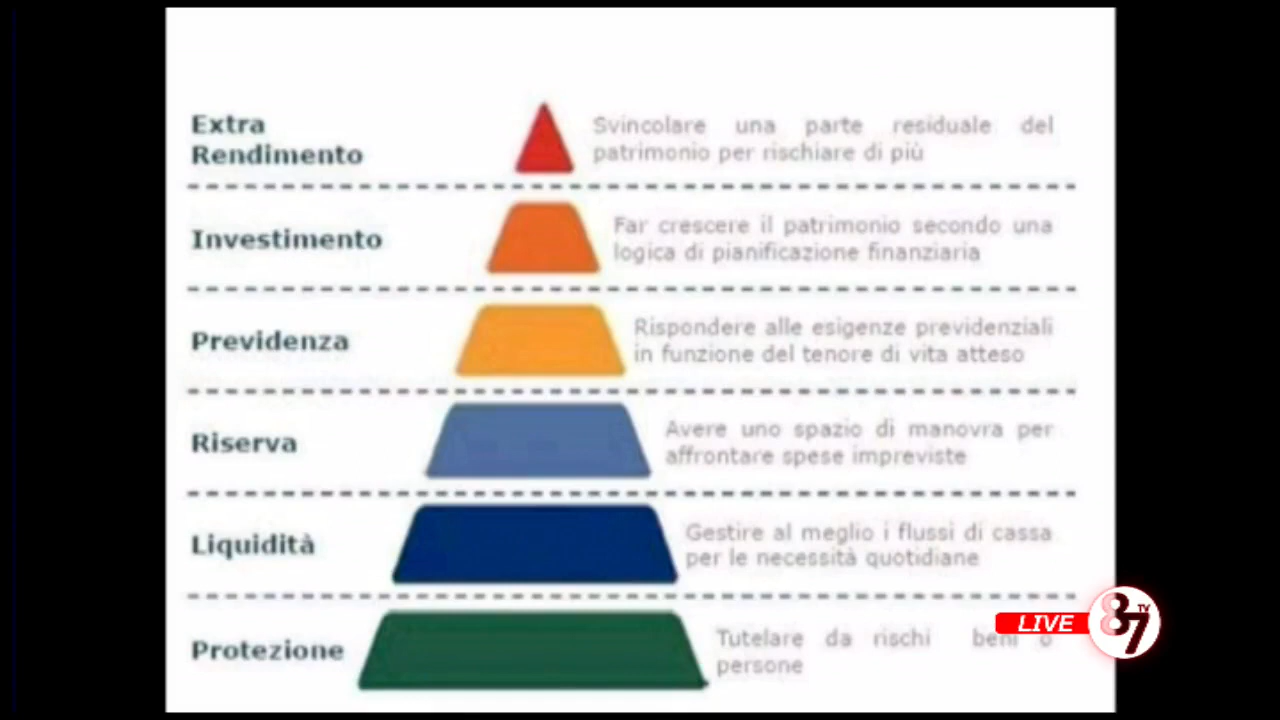 Extra
Rendimento
Svincolare una parte residuale del
patrimonio per rischiare di più
Investimento
Far crescere il patrimonio secondo una
logica di pianificazione finanziaria
Previdenza
Rispondere alle esigenze previdenziali
in funzione del tenore di vita atteso
Riserva
Avere uno spazio di manovra per
affrontare spese impreviste
Liquidità
Gestire al meglio i flussi di cassa
per le necessità quotidiane
Protezione
Tutelare da rischi beni o
persone
LIVE
87 TV